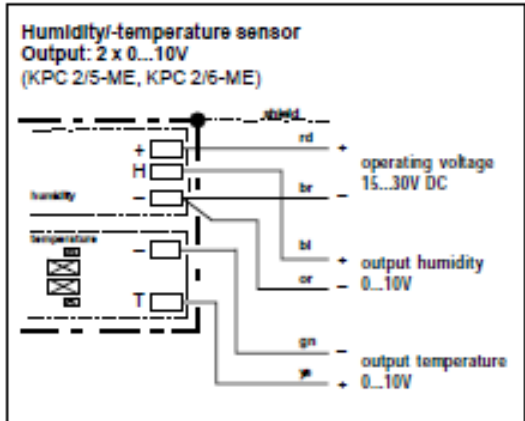 Humidity/-temperature sensor
Output: 2 x 0...10V
(KPC 2/5-ME, KPC 2/6-ME)
shield
rd +
operating voltage
15...30V DC
br −
+
H
−
humidity
temperature
−
T
bl +
output humidity
or −
0...10V
gn −
output temperature
ye +
0...10V